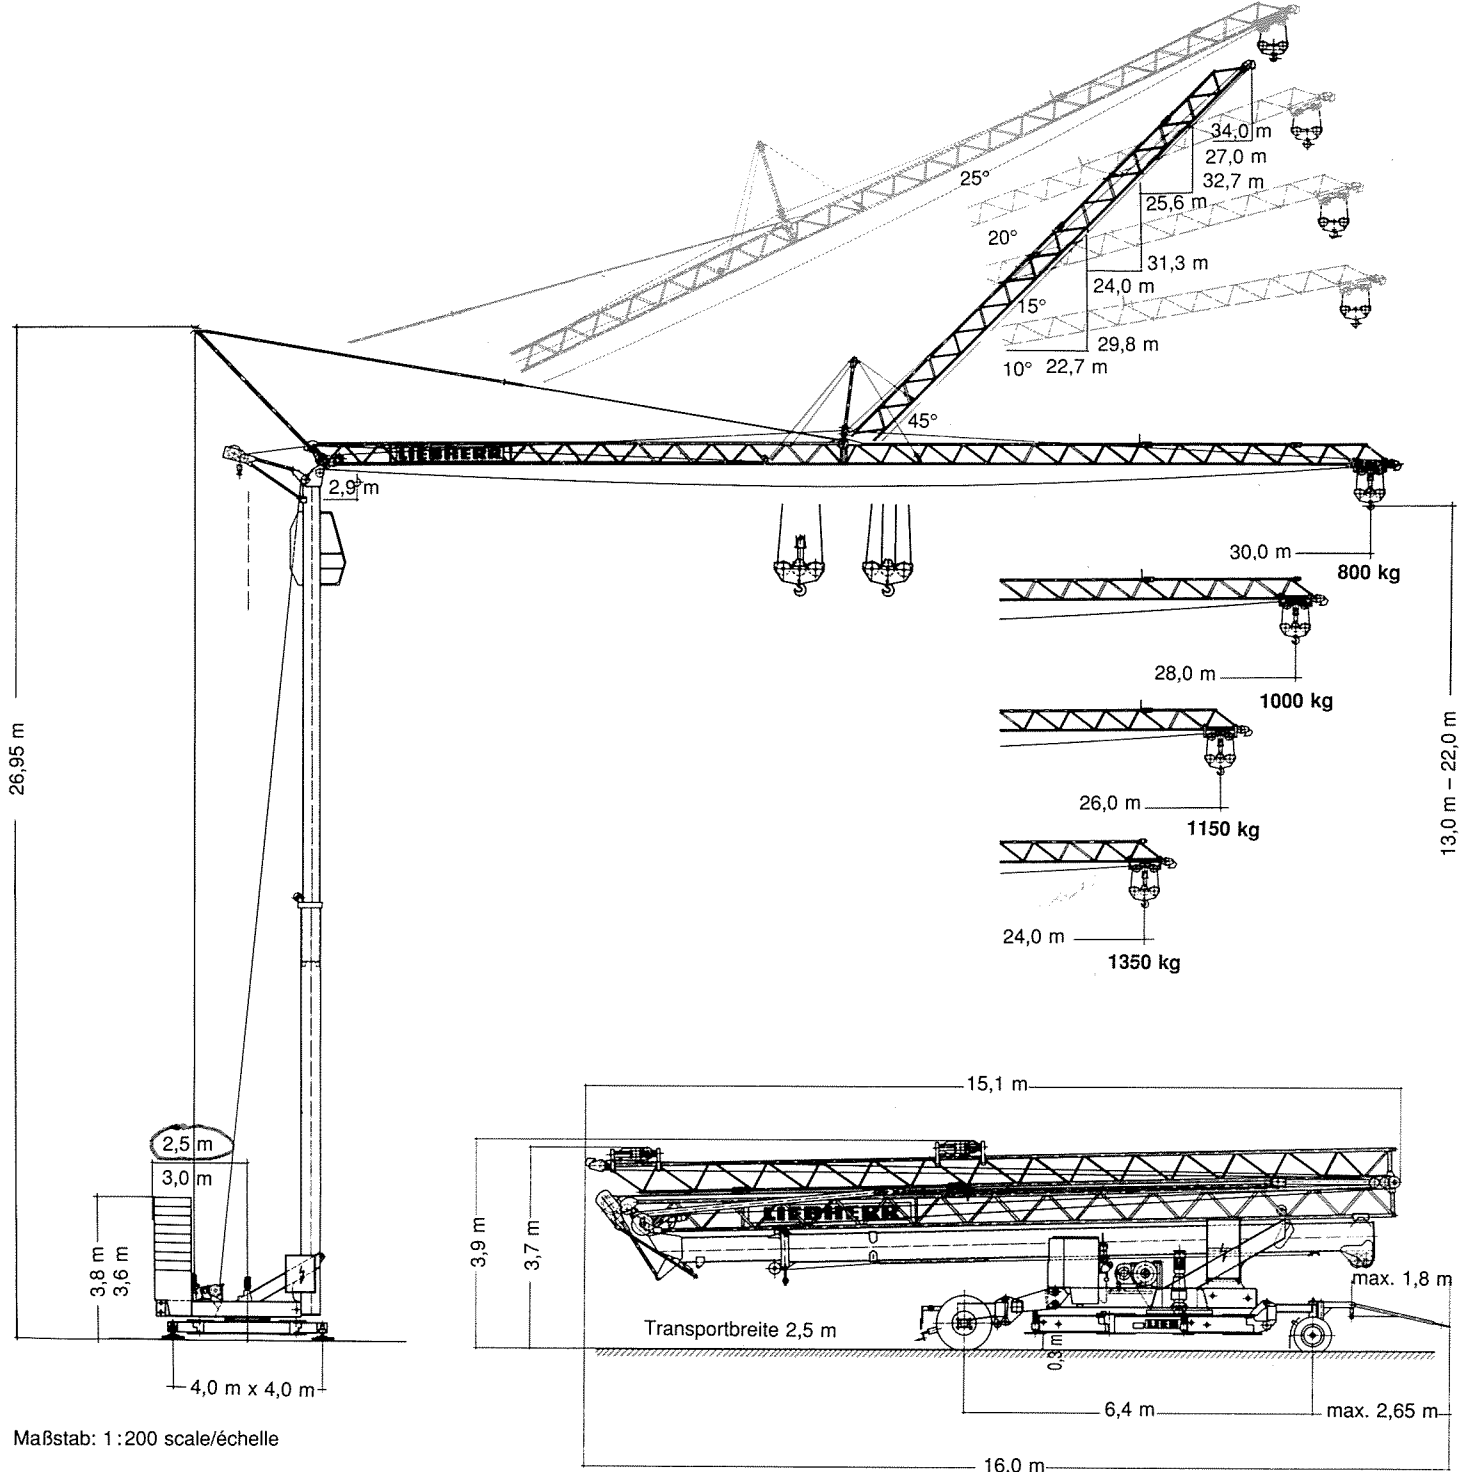 34,0 m
27,0 m
32,7 m
25,6 m
25°
20°
31,3 m
24,0 m
15°
29,8 m
10° 22,7 m
45°
LIEBHERR
2,9 m
30,0 m
800 kg
28,0 m
1000 kg
26,0 m
1150 kg
24,0 m
1350 kg
26,95 m
13,0 m – 22,0 m
2,5 m
3,0 m
3,8 m
3,6 m
4,0 m x 4,0 m
15,1 m
3,9 m
3,7 m
LIEBHERR
max. 1,8 m
LIEB
Transportbreite 2,5 m
0,3 m
6,4 m
max. 2,65 m
16,0 m
Maßstab: 1:200 scale/échelle